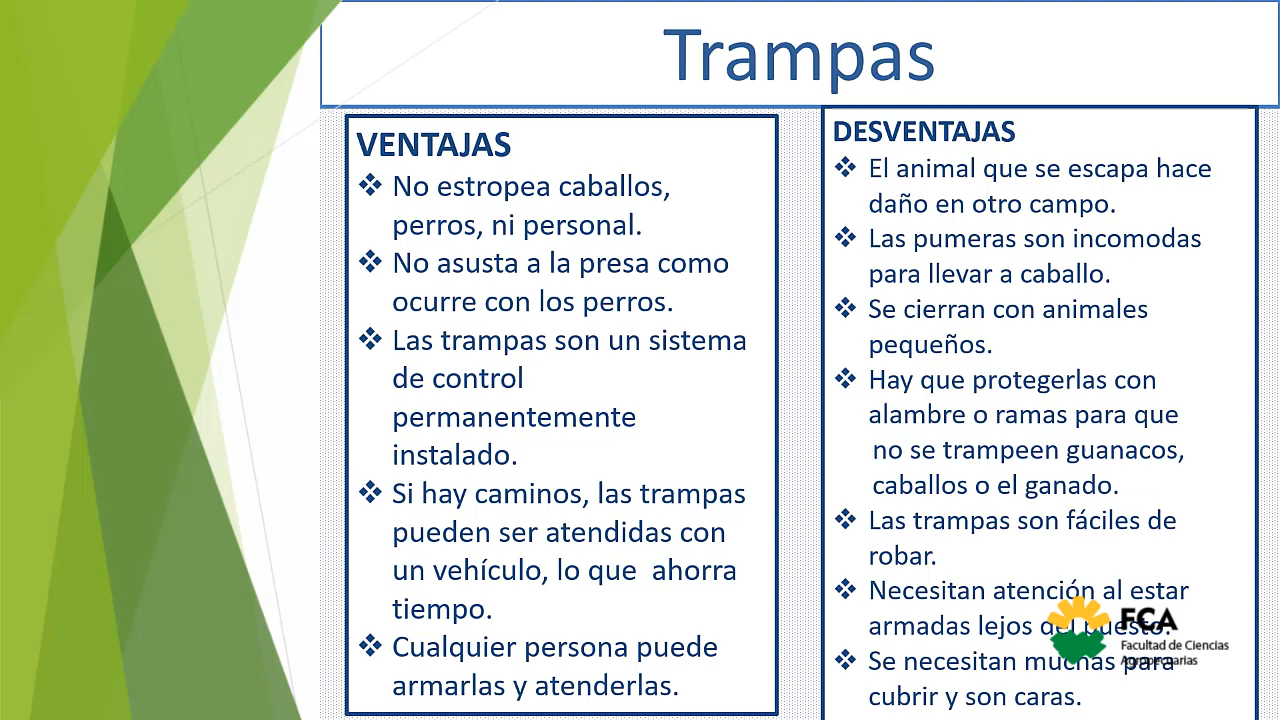 Trampas
VENTAJAS
❖ No estropea caballos,
perros, ni personal.
❖ No asusta a la presa como
ocurre con los perros.
❖ Las trampas son un sistema
de control
permanentemente
instalado.
❖ Si hay caminos, las trampas
pueden ser atendidas con
un vehículo, lo que ahorra
tiempo.
❖ Cualquier persona puede
armarlas y atenderlas.
DESVENTAJAS
❖ El animal que se escapa hace
daño en otro campo.
❖ Las pumeras son incomodas
para llevar a caballo.
❖ Se cierran con animales
pequeños.
❖ Hay que protegerlas con
alambre o ramas para que
no se trampeen guanacos,
caballos o el ganado.
❖ Las trampas son fáciles de
robar.
❖ Necesitan atención al estar
armadas lejos del puesto.
❖ Se necesitan muchas para
cubrir y son caras.
FCA
Facultad de Ciencias
Agropecuarias